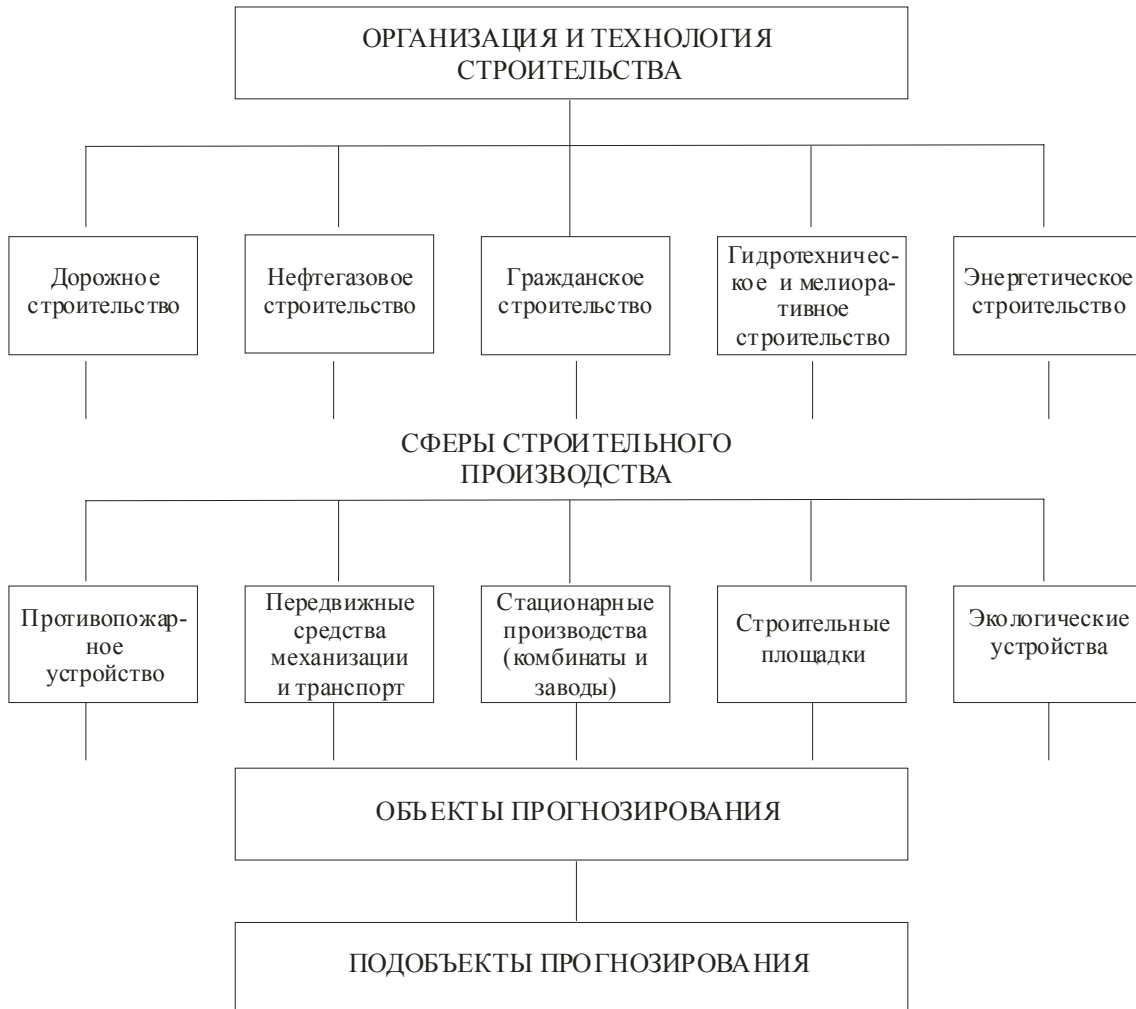 ОРГАНИЗАЦИЯ И ТЕХНОЛОГИЯ
СТРОИТЕЛЬСТВА
Дорожное
строительство
Нефтегазовое
строительство
Гражданское
строительство
Гидротехничес-
кое и мелиора-
тивное
строительство
Энергетическое
строительство
СФЕРЫ СТРОИТЕЛЬНОГО
ПРОИЗВОДСТВА
Противопожар-
ное
устройство
Передвижные
средства
механизации
и транспорт
Стационарные
производства
(комбинаты и
заводы)
Строительные
площадки
Экологические
устройства
ОБЪЕКТЫ ПРОГНОЗИРОВАНИЯ
ПОДОБЪЕКТЫ ПРОГНОЗИРОВАНИЯ